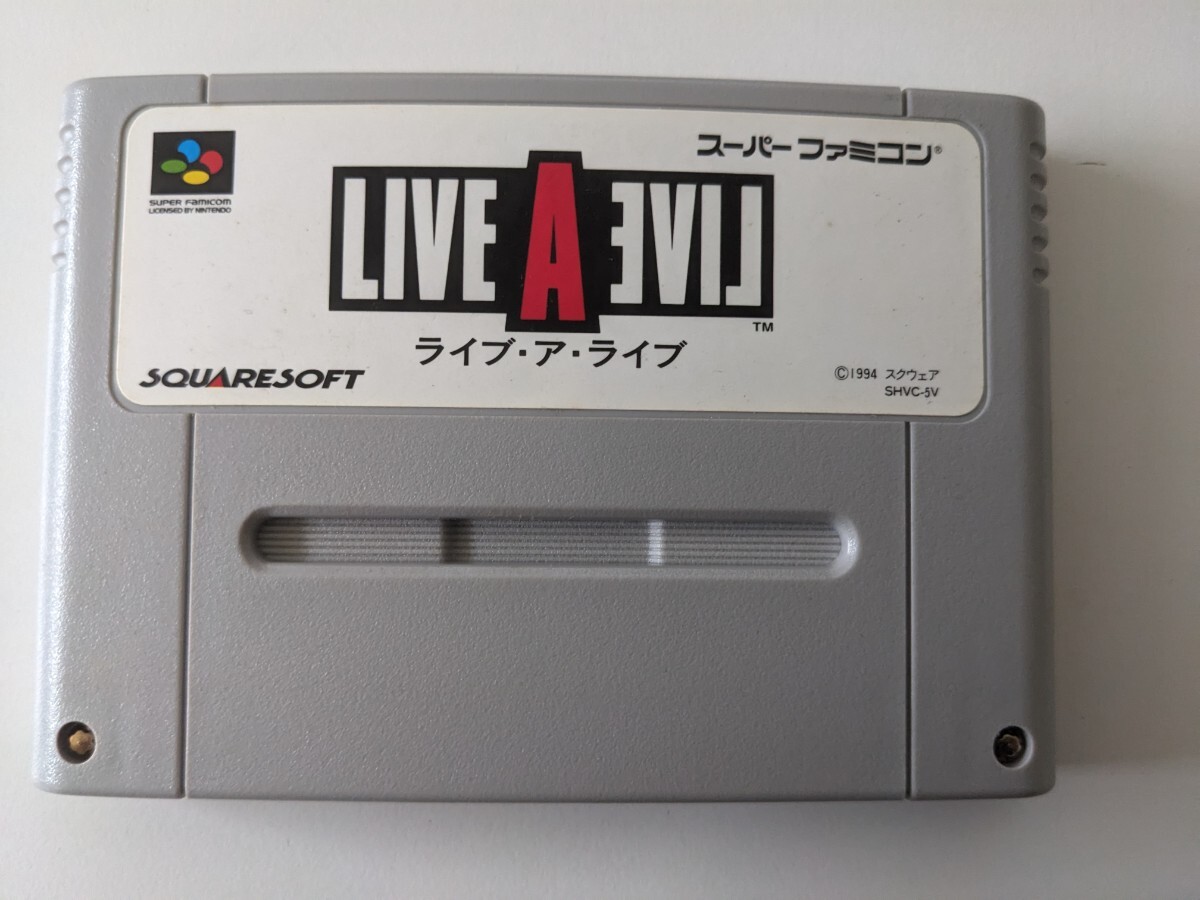 スーパーファミコン®
SUPER FAMICOM
LICENSED BY NINTENDO
LIVE A EVIL
TM
ライブ・ア・ライブ
SQUARESOFT
©1994 スクウェア
SHVC-5V